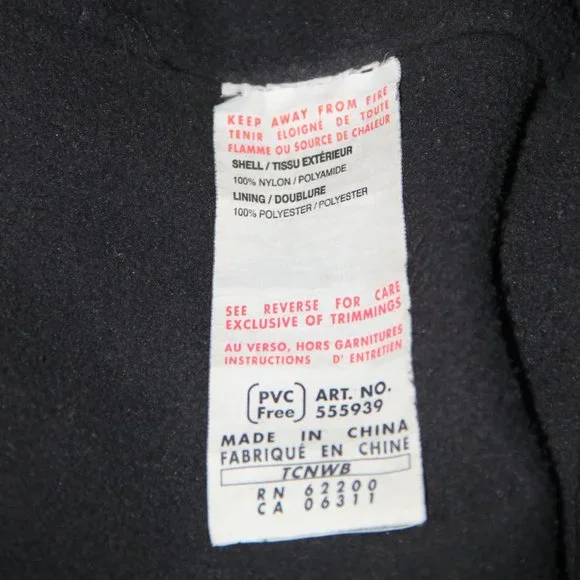 KEEP AWAY FROM FIRE
TENIR ÉLOIGNÉ DE TOUTE
FLAMME OU SOURCE DE CHALEUR
SHELL / TISSU EXTÉRIEUR
100% NYLON / POLYAMIDE
LINING / DOUBLURE
100% POLYESTER / POLYESTER
SEE REVERSE FOR CARE
EXCLUSIVE OF TRIMMINGS
AU VERSO, HORS GARNITURES
INSTRUCTIONS D' ENTRETIEN
PVC Free
ART. NO. 555939
MADE IN CHINA
FABRIQUÉ EN CHINE
TCNWB
RN 62200
CA 06311